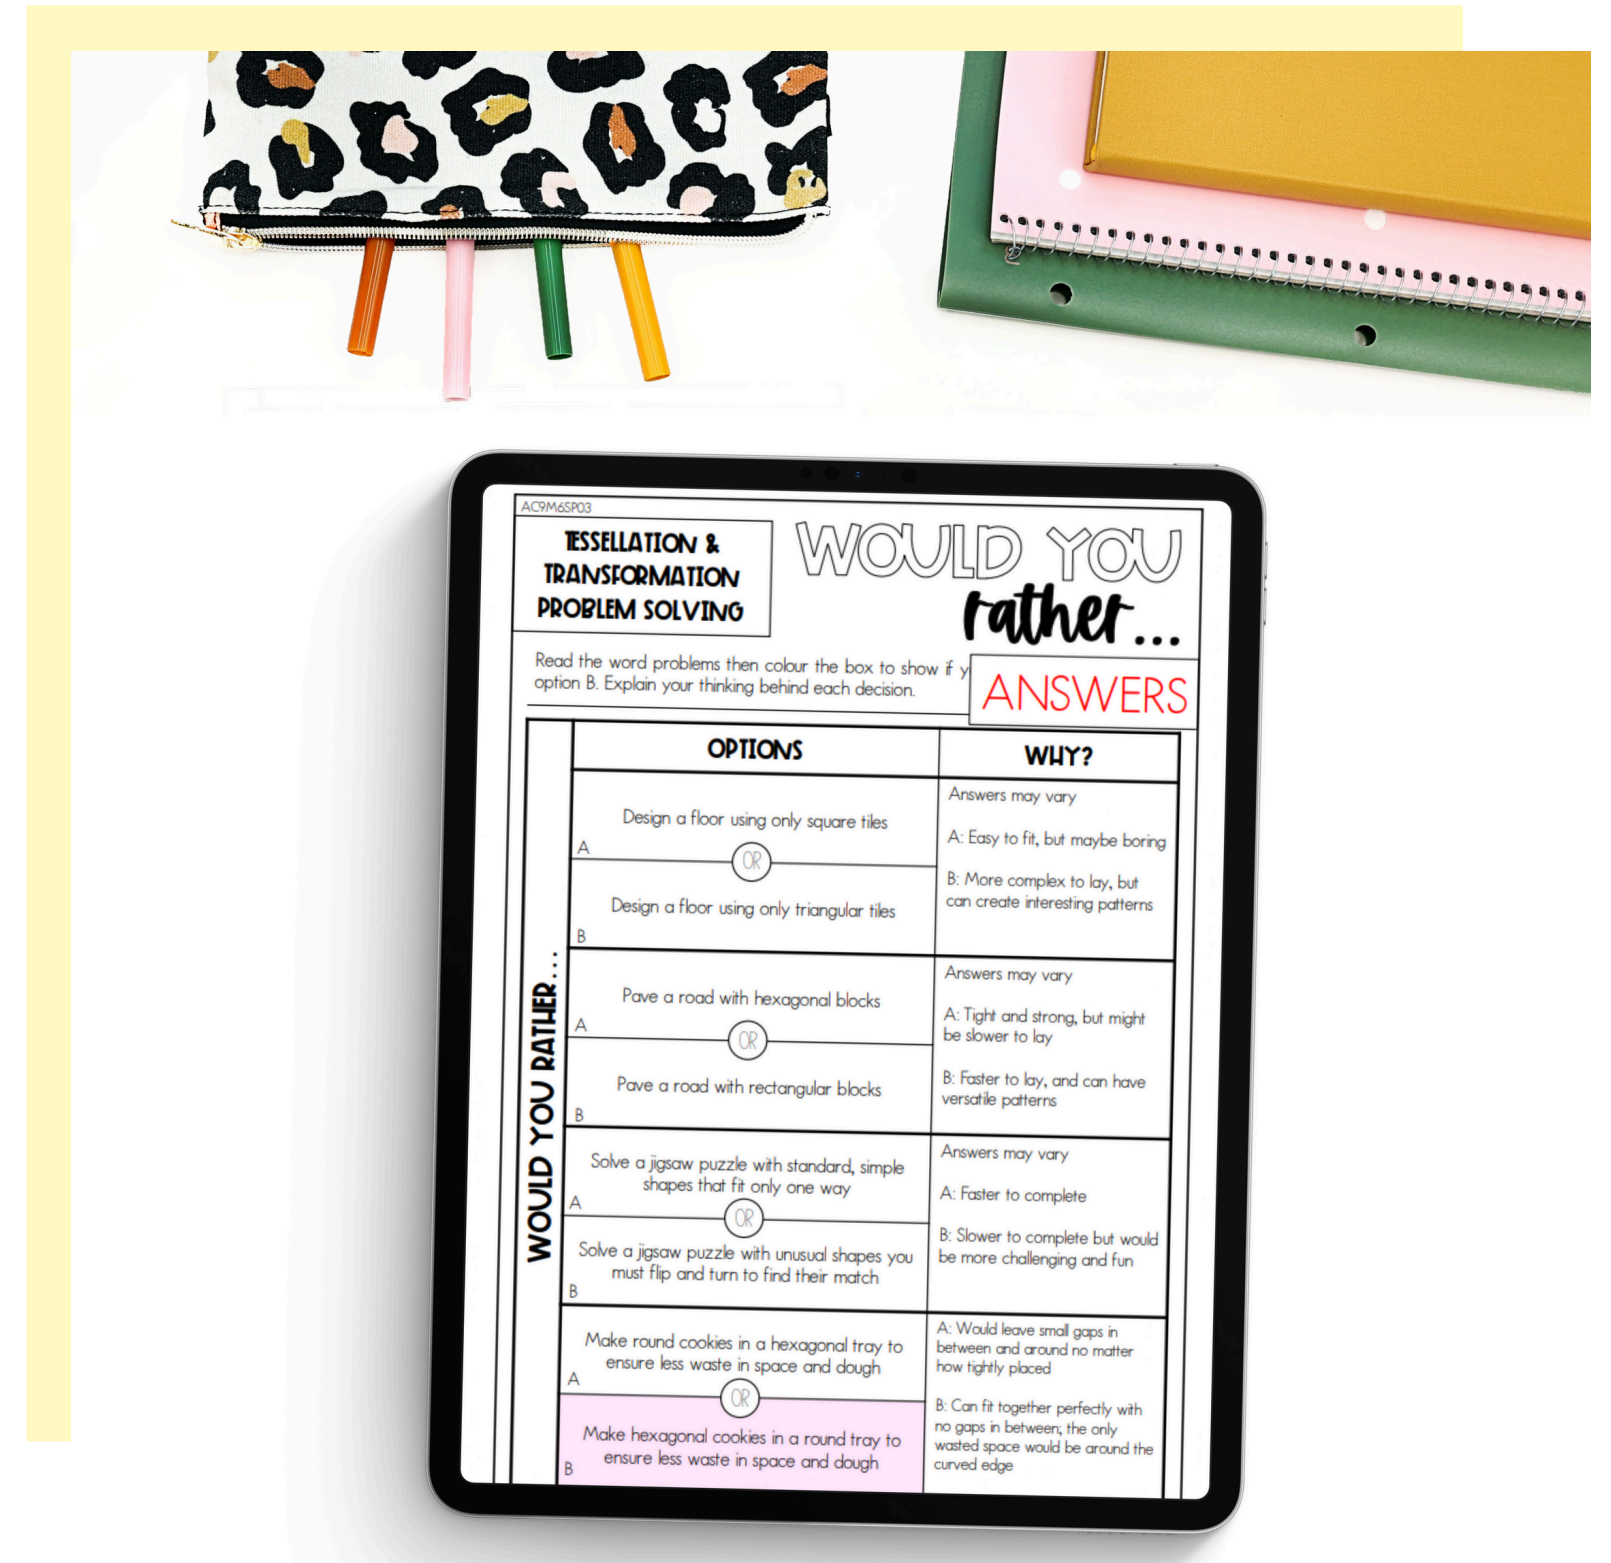 AC9M6SP03
TESSELLATION &
TRANSFORMATION
PROBLEM SOLVING
WOULD YOU
rather...
Read the word problems then colour the box to show if y
option B. Explain your thinking behind each decision.
ANSWERS
WOULD YOU RATHER...
OPTIONS
WHY?
Design a floor using only square tiles
A
OR
Design a floor using only triangular tiles
B
Answers may vary
A: Easy to fit, but maybe boring
B: More complex to lay, but
can create interesting patterns
Pave a road with hexagonal blocks
A
OR
Pave a road with rectangular blocks
B
Answers may vary
A: Tight and strong, but might
be slower to lay
B: Faster to lay, and can have
versatile patterns
Solve a jigsaw puzzle with standard, simple
shapes that fit only one way
A
OR
Solve a jigsaw puzzle with unusual shapes you
must flip and turn to find their match
B
Answers may vary
A: Faster to complete
B: Slower to complete but would
be more challenging and fun
Make round cookies in a hexagonal tray to
ensure less waste in space and dough
A
OR
Make hexagonal cookies in a round tray to
ensure less waste in space and dough
B
A: Would leave small gaps in
between and around no matter
how tightly placed
B: Can fit together perfectly with
no gaps in between; the only
wasted space would be around the
curved edge